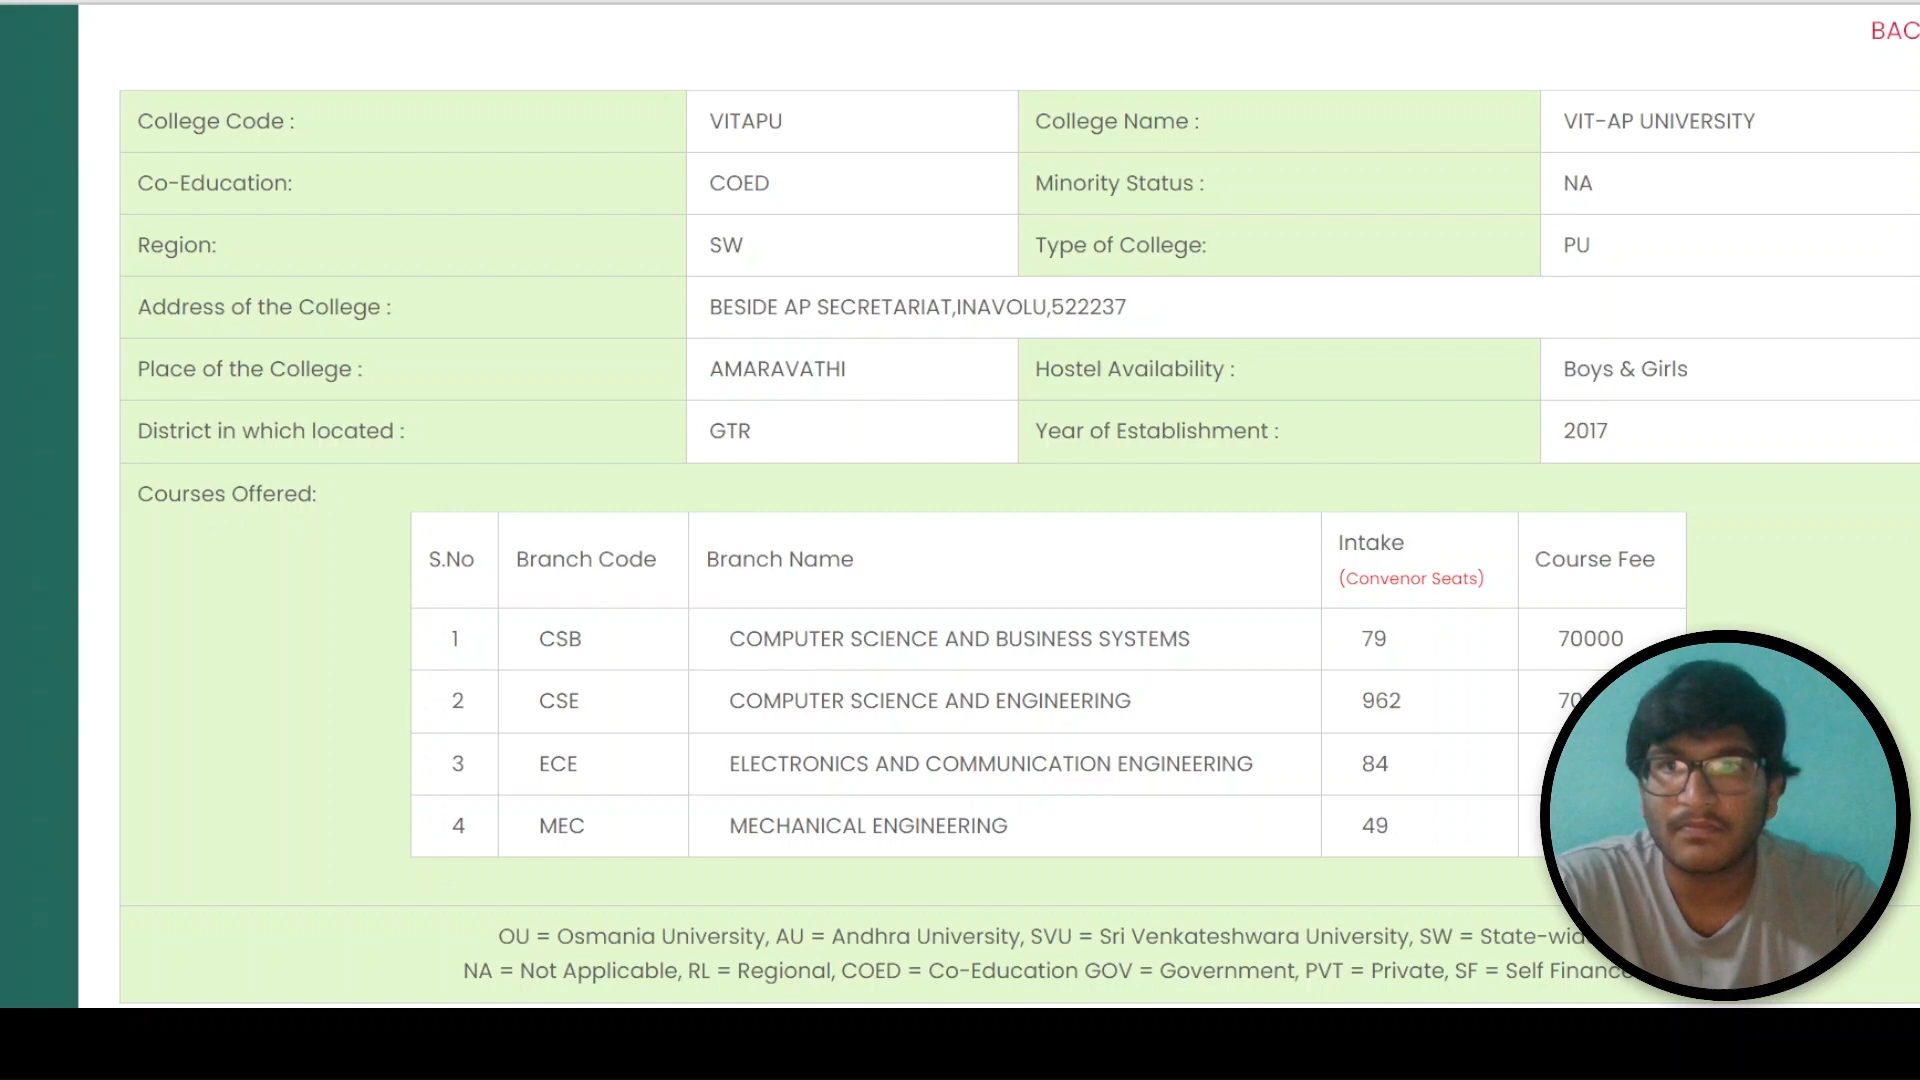 BAC
College Code : VITAPU College Name : VIT-AP UNIVERSITY
Co-Education: COED Minority Status : NA
Region: SW Type of College: PU
Address of the College : BESIDE AP SECRETARIAT,INAVOLU,522237
Place of the College : AMARAVATHI Hostel Availability : Boys & Girls
District in which located : GTR Year of Establishment : 2017
Courses Offered:
S.No Branch Code Branch Name Intake (Convenor Seats) Course Fee
1 CSB COMPUTER SCIENCE AND BUSINESS SYSTEMS 79 70000
2 CSE COMPUTER SCIENCE AND ENGINEERING 962
3 ECE ELECTRONICS AND COMMUNICATION ENGINEERING 84
4 MEC MECHANICAL ENGINEERING 49
OU = Osmania University, AU = Andhra University, SVU = Sri Venkateshwara University, SW =
NA = Not Applicable, RL = Regional, COED = Co-Education GOV = Government, PVT = Private, SF = Self